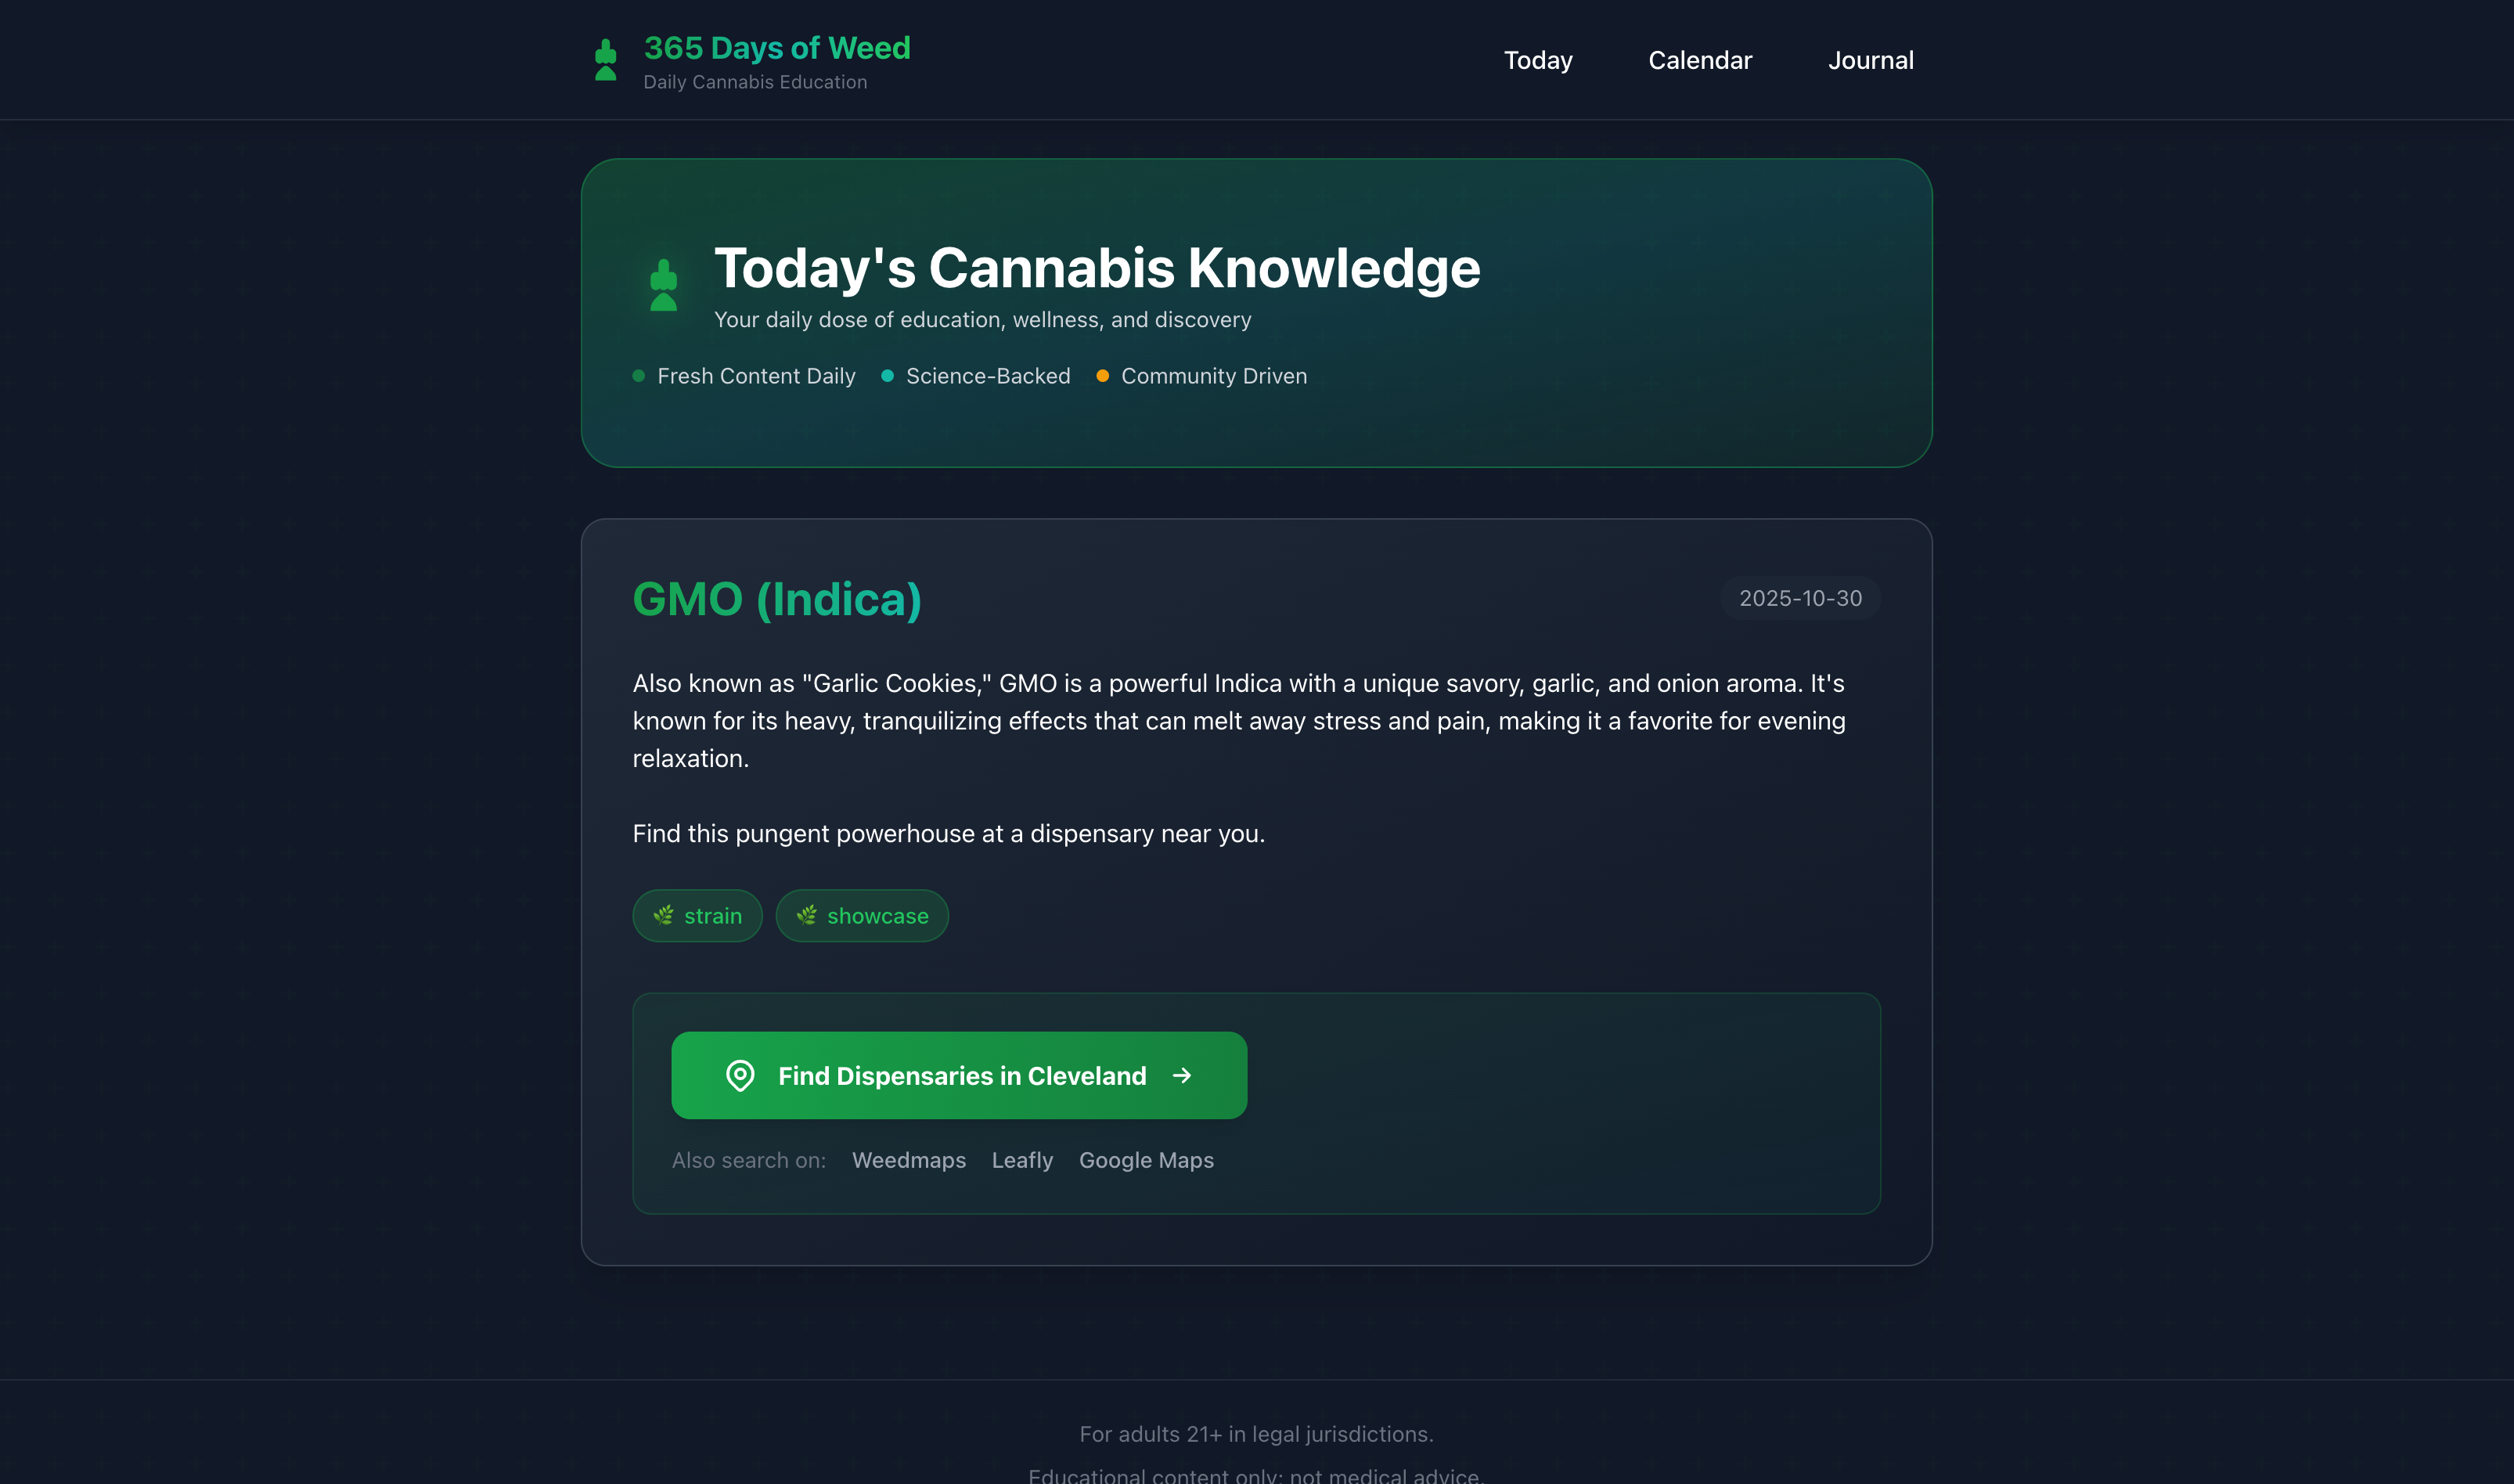 365 Days of Weed
Daily Cannabis Education
Today
Calendar
Journal
Today's Cannabis Knowledge
Your daily dose of education, wellness, and discovery
Fresh Content Daily
Science-Backed
Community Driven
GMO (Indica)
2025-10-30
Also known as "Garlic Cookies," GMO is a powerful Indica with a unique savory, garlic, and onion aroma. It's
known for its heavy, tranquilizing effects that can melt away stress and pain, making it a favorite for evening
relaxation.
Find this pungent powerhouse at a dispensary near you.
strain
showcase
Find Dispensaries in Cleveland
Also search on: Weedmaps Leafly Google Maps
For adults 21+ in legal jurisdictions.
Educational content only; not medical advice.